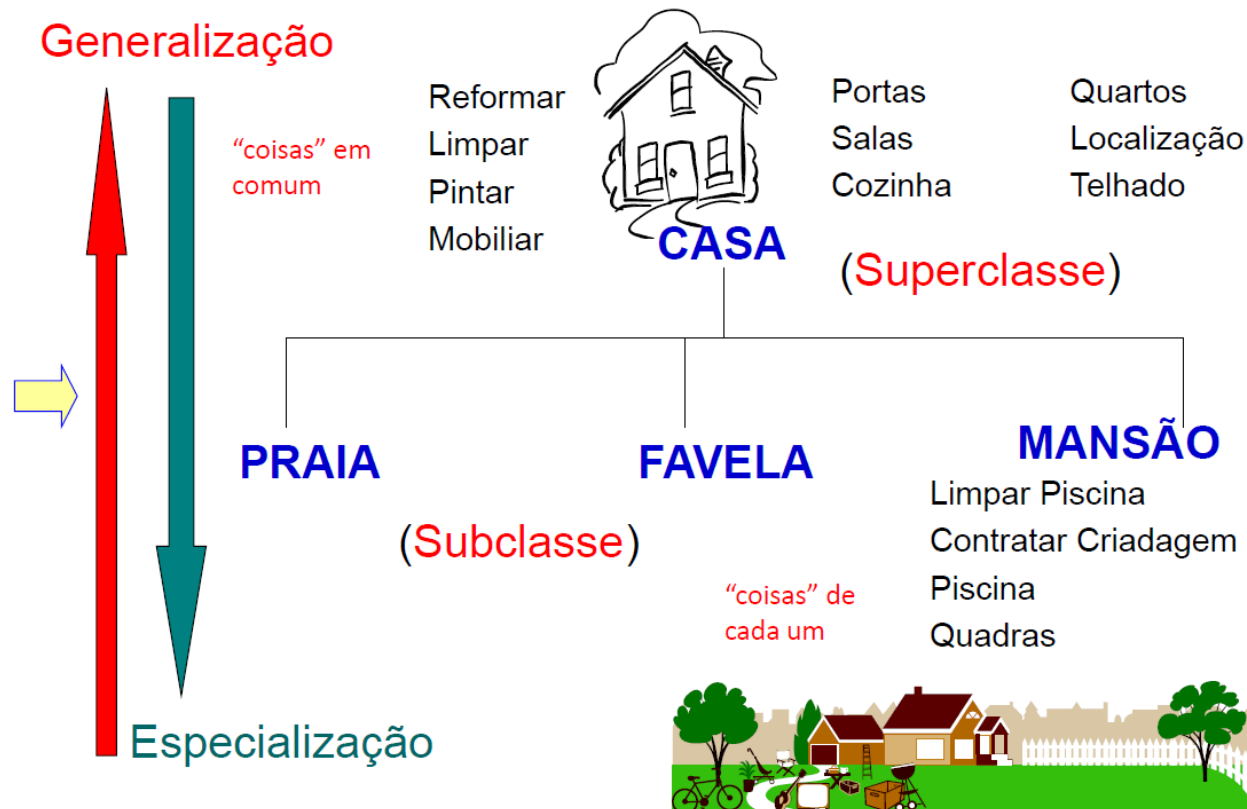 Generalização
“coisas” em
comum
Reformar
Limpar
Pintar
Mobiliar
CASA
Portas
Salas
Cozinha
Quartos
Localização
Telhado
(Superclasse)
PRAIA
FAVELA
MANSÃO
(Subclasse)
“coisas” de
cada um
Limpar Piscina
Contratar Criadagem
Piscina
Quadras
Especialização